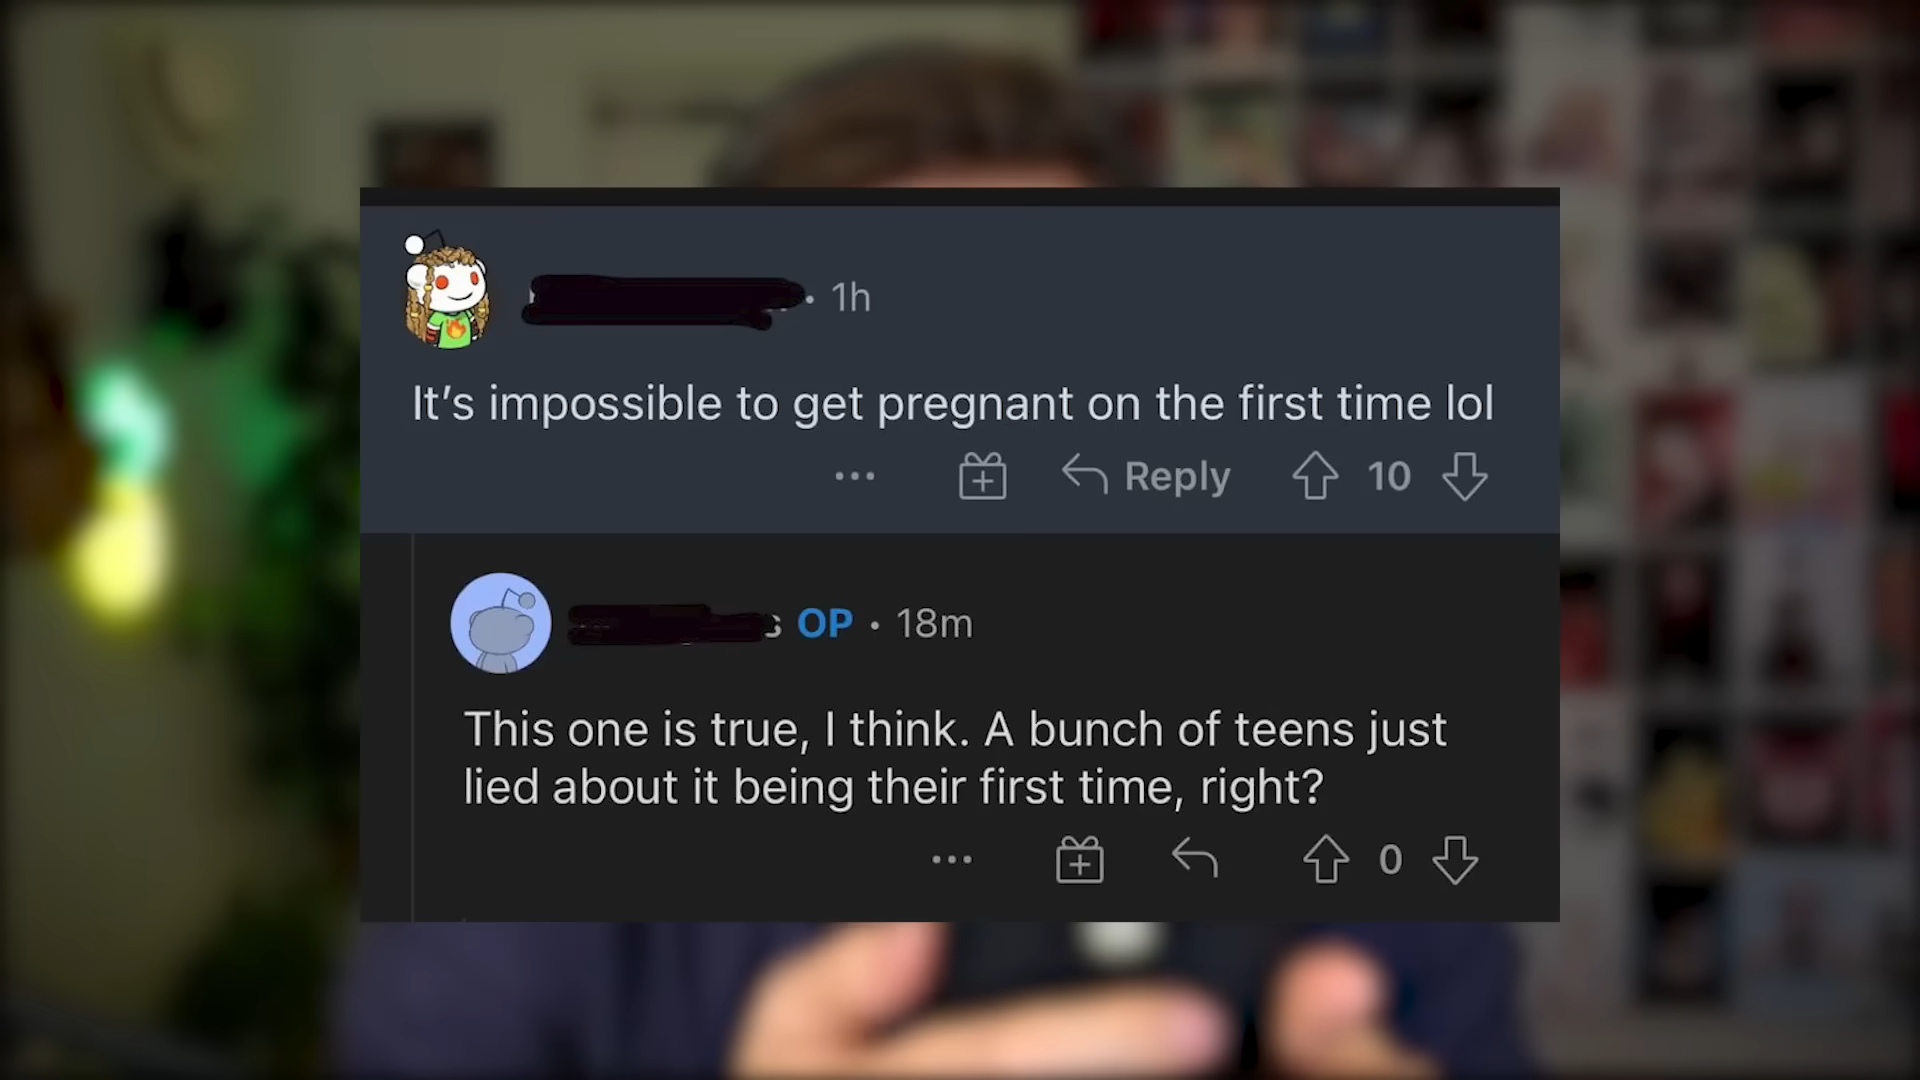 • 1h
It's impossible to get pregnant on the first time lol
Reply 10
s OP • 18m
This one is true, I think. A bunch of teens just
lied about it being their first time, right?
0